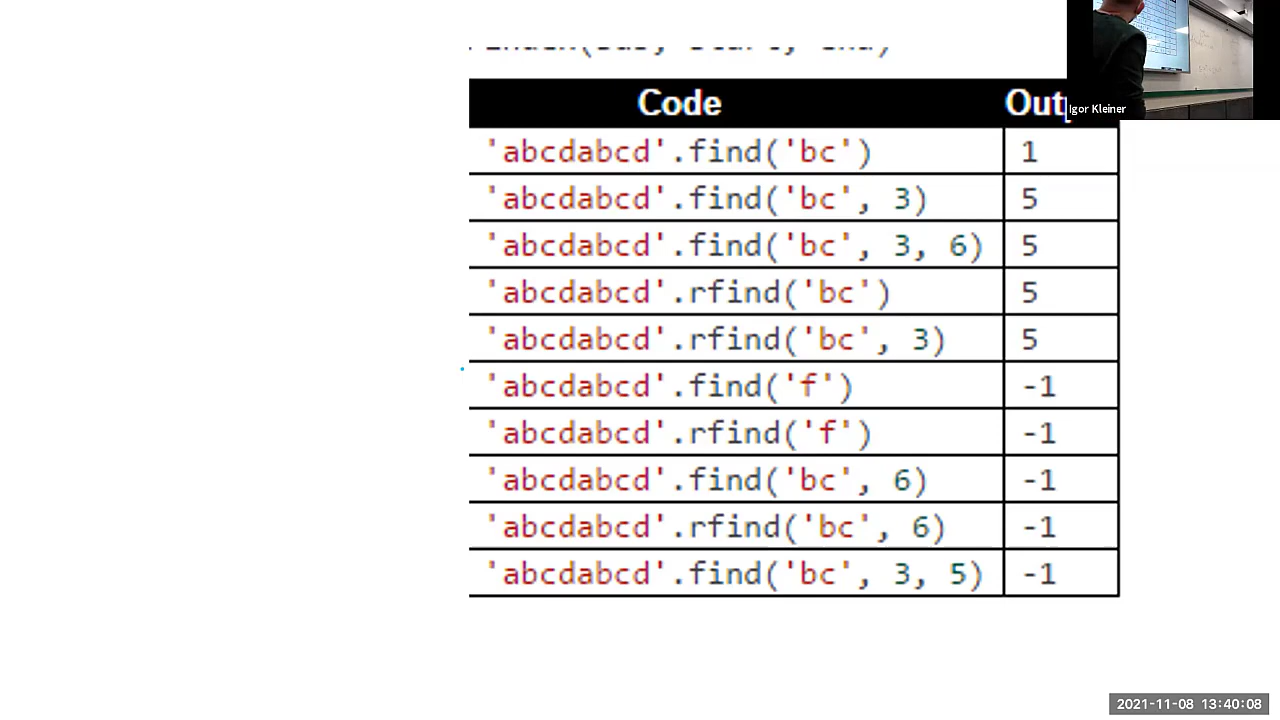 Code Out
Igor Kleiner
'abcdabcd'.find('bc') 1
'abcdabcd'.find('bc', 3) 5
'abcdabcd'.find('bc', 3, 6) 5
'abcdabcd'.rfind('bc') 5
'abcdabcd'.rfind('bc', 3) 5
'abcdabcd'.find('f') -1
'abcdabcd'.rfind('f') -1
'abcdabcd'.find('bc', 6) -1
'abcdabcd'.rfind('bc', 6) -1
'abcdabcd'.find('bc', 3, 5) -1
2021-11-08 13:40:08